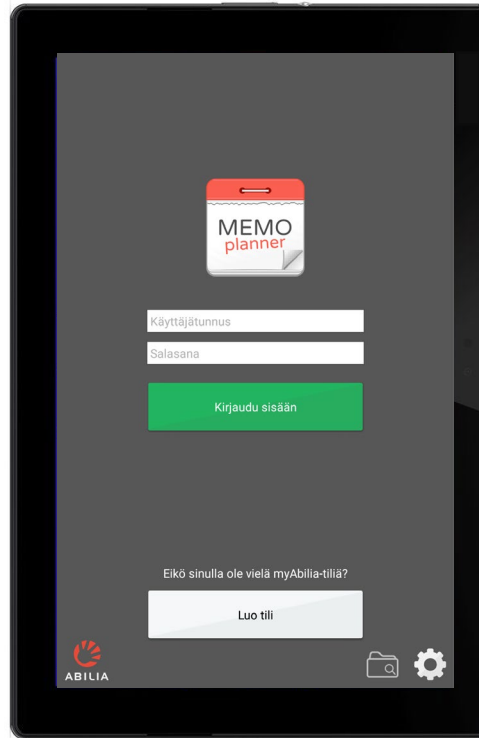 MEMO
planner
Käyttäjätunnus
Salasana
Kirjaudu sisään
Eikö sinulla ole vielä myAbilia-tiliä?
Luo tili
ABILIA